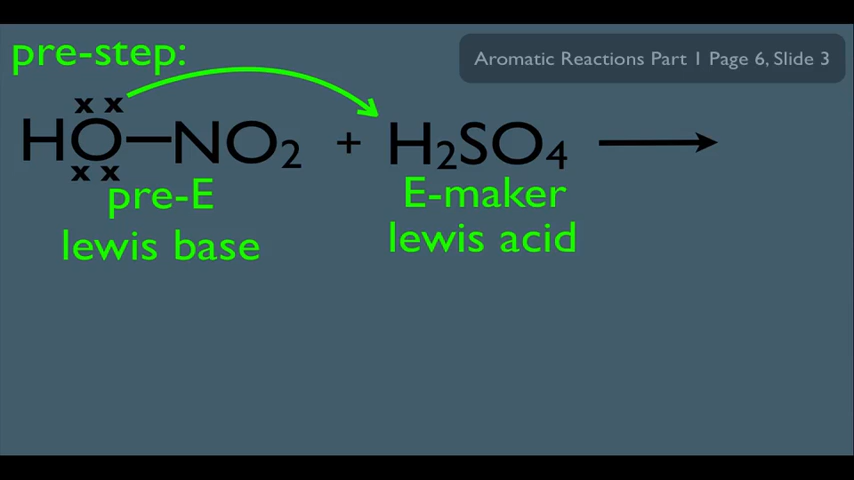 pre-step:
Aromatic Reactions Part 1 Page 6, Slide 3
x x
HO—NO₂ + H₂SO₄ ⟶
x x
pre-E E-maker
lewis base lewis acid